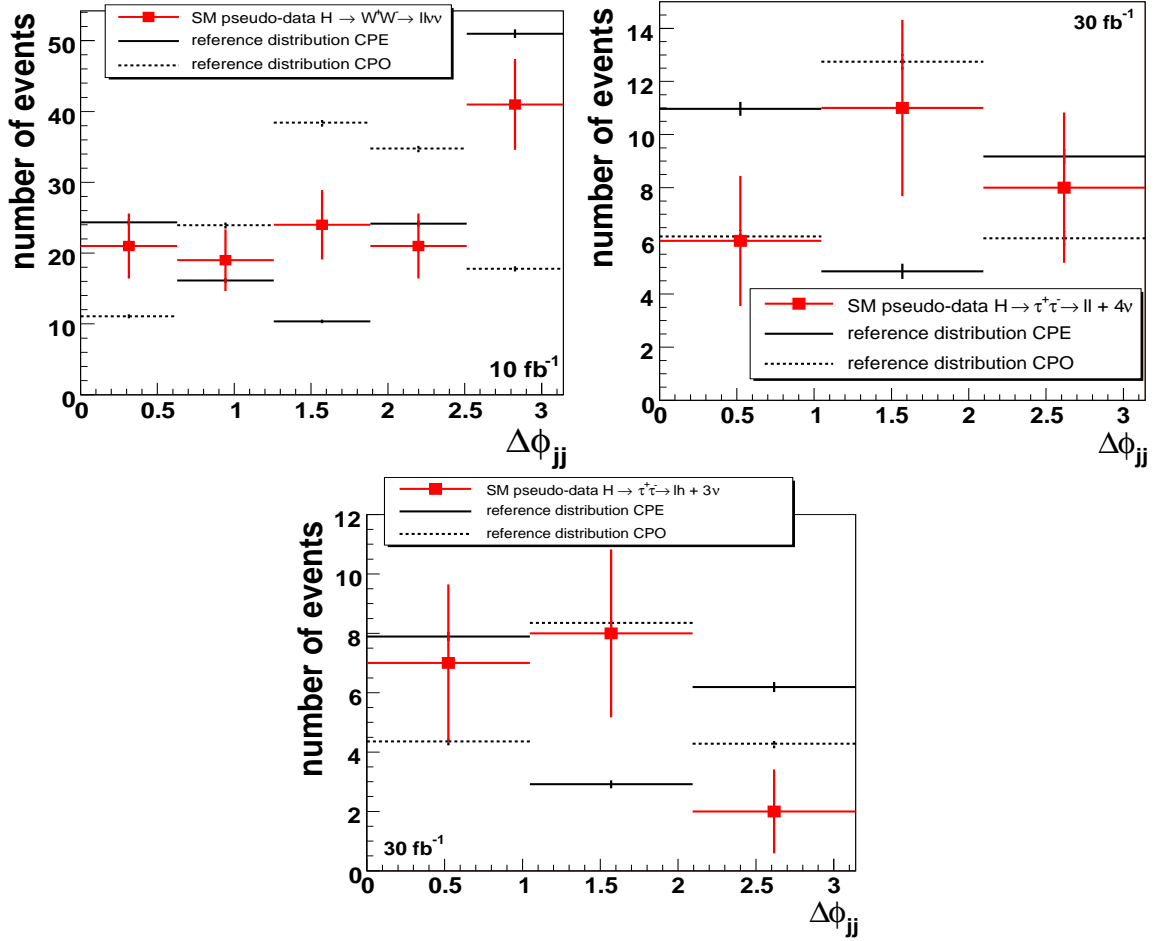 SM pseudo-data H → W⁺W⁻→ llνν
reference distribution CPE
reference distribution CPO
number of events
50
40
30
20
10
0
10 fb⁻¹
0 0.5 1 1.5 2 2.5 3
Δϕjj
30 fb⁻¹
number of events
14
12
10
8
6
4
2
0
SM pseudo-data H → τ⁺τ⁻→ ll + 4ν
reference distribution CPE
reference distribution CPO
0 0.5 1 1.5 2 2.5 3
Δϕjj
SM pseudo-data H → τ⁺τ⁻→ lh + 3ν
reference distribution CPE
reference distribution CPO
number of events
12
10
8
6
4
2
0
30 fb⁻¹
0 0.5 1 1.5 2 2.5 3
Δϕjj